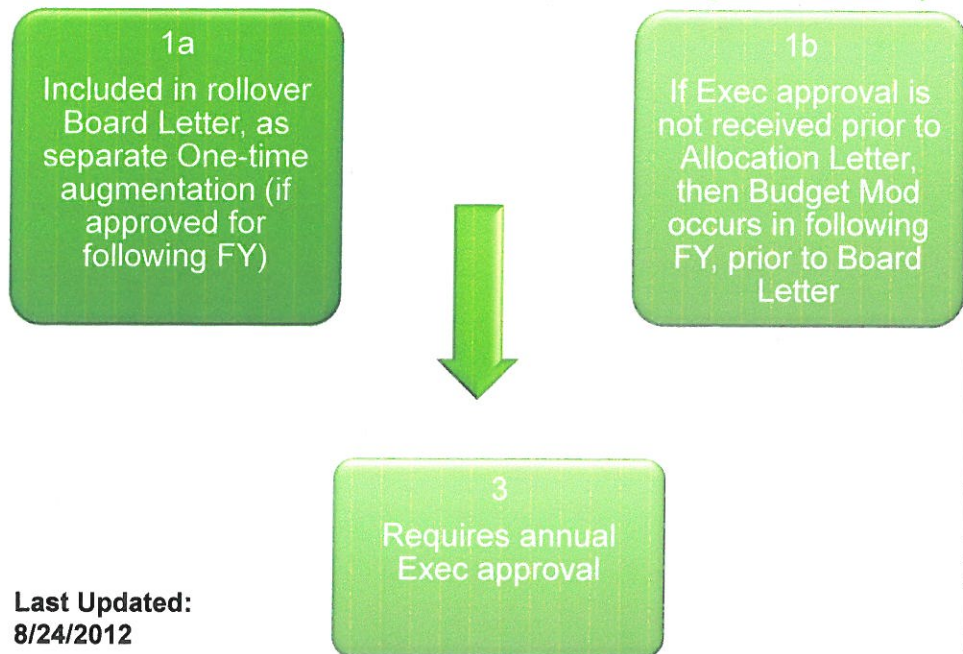 1a
Included in rollover
Board Letter, as
separate One-time
augmentation (if
approved for
following FY)
1b
If Exec approval is
not received prior to
Allocation Letter,
then Budget Mod
occurs in following
FY, prior to Board
Letter
3
Requires annual
Exec approval
Last Updated:
8/24/2012